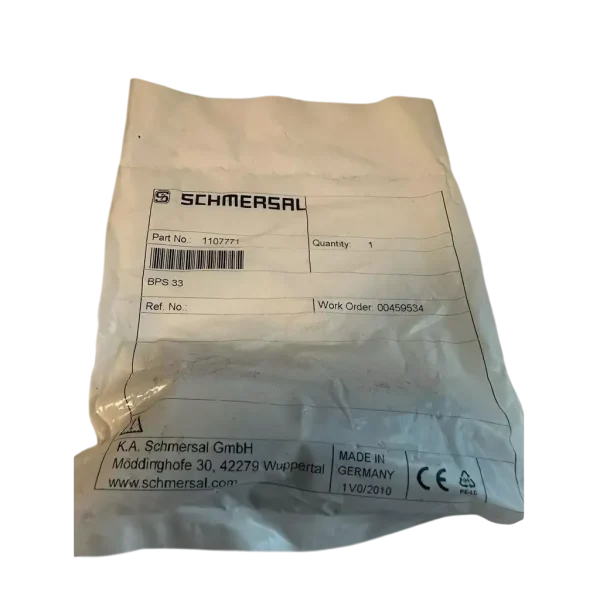 SCHMERSAL
Part No.: 1107771
Quantity: 1
BPS 33
Ref. No.:
Work Order: 00459534
K.A. Schmersal GmbH
Möddinghofe 30, 42279 Wuppertal
www.schmersal.com
MADE IN
GERMANY
1V0/2010
CE
PE-LD